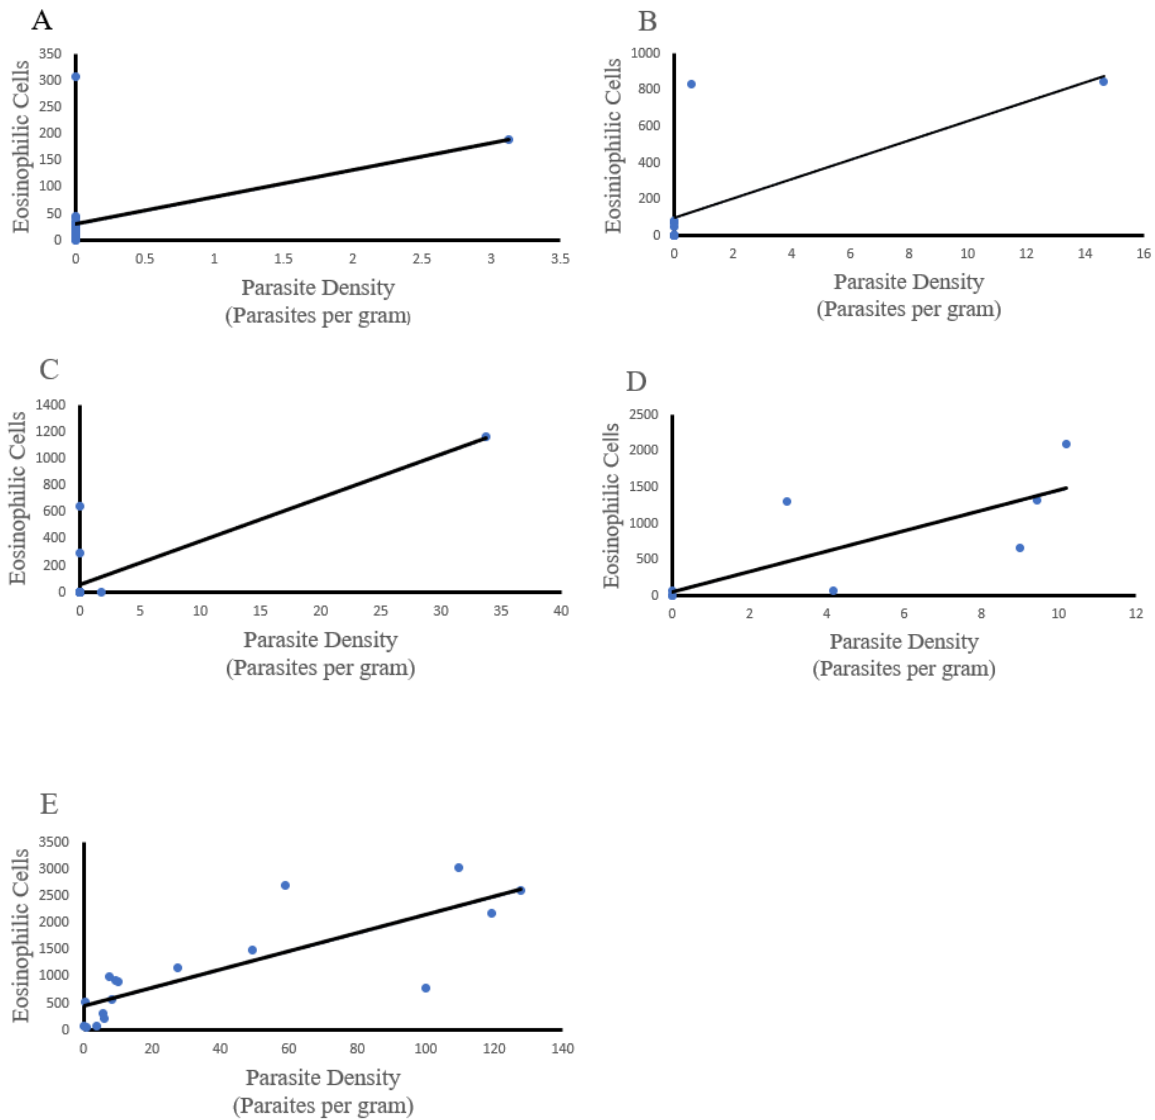 A
Eosinophilic Cells
350
300
250
200
150
100
50
0
0 0.5 1 1.5 2 2.5 3 3.5
Parasite Density
(Parasites per gram)
B
Eosiniophilic Cells
1000
800
600
400
200
0
0 2 4 6 8 10 12 14 16
Parasite Density
(Parasites per gram)
C
Eosinophilic Cells
1400
1200
1000
800
600
400
200
0
0 5 10 15 20 25 30 35 40
Parasite Density
(Parasites per gram)
D
Eosinophilic Cells
2500
2000
1500
1000
500
0
0 2 4 6 8 10 12
Parasite Density
(Parasites per gram)
E
Eosinophilic Cells
3500
3000
2500
2000
1500
1000
500
0
0 20 40 60 80 100 120 140
Parasite Density
(Paraites per gram)